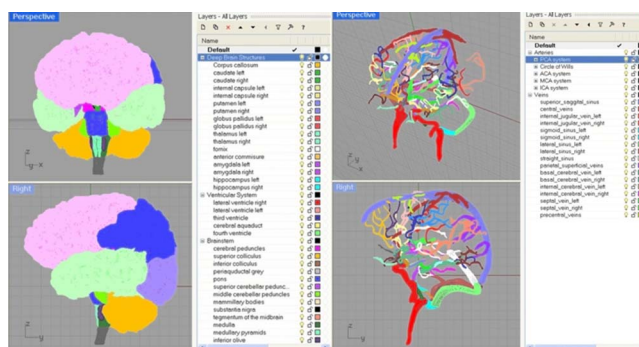 Perspective
z
y x
Right
z
y
Layers - All Layers
Name
Default
Deep Brain Structures
Corpus callosum
caudate left
caudate right
internal capsule left
internal capsule right
putamen left
putamen right
globus pallidus left
globus pallidus right
thalamus left
thalamus right
fornix
anterior commisure
amygdala left
amygdala right
hippocampus left
hippocampus right
Ventricular System
lateral ventricle right
lateral ventricle left
third ventricle
cerebral aquaduct
fourth ventricle
Brainstem
cerebral peduncles
superior colliculus
inferior colliculus
periaquductal grey
pons
superior cerebellar pedunc...
middle cerebellar peduncles
mammillary bodies
substantia nigra
tegmentum of the midbrain
medulla
medullary pyramids
inferior olive
Perspective
z
Right
z
y
Layers - All Layers
Name
Default
Arteries
PCA system
Circle of Willis
ACA system
MCA system
ICA system
Veins
superior_saggital_sinus
central_veins
internal_jugular_vein_left
internal_jugular_vein_right
sigmoid_sinus_left
sigmoid_sinus_right
lateral_sinus_left
lateral_sinus_right
straight_sinus
parietal_superficial_veins
basal_cerebral_vein_left
basal_cerebral_vein_right
internal_cerebral_vein_left
internal_cerebral_vein_right
septal_vein_left
septal_vein_right
precentral_veins